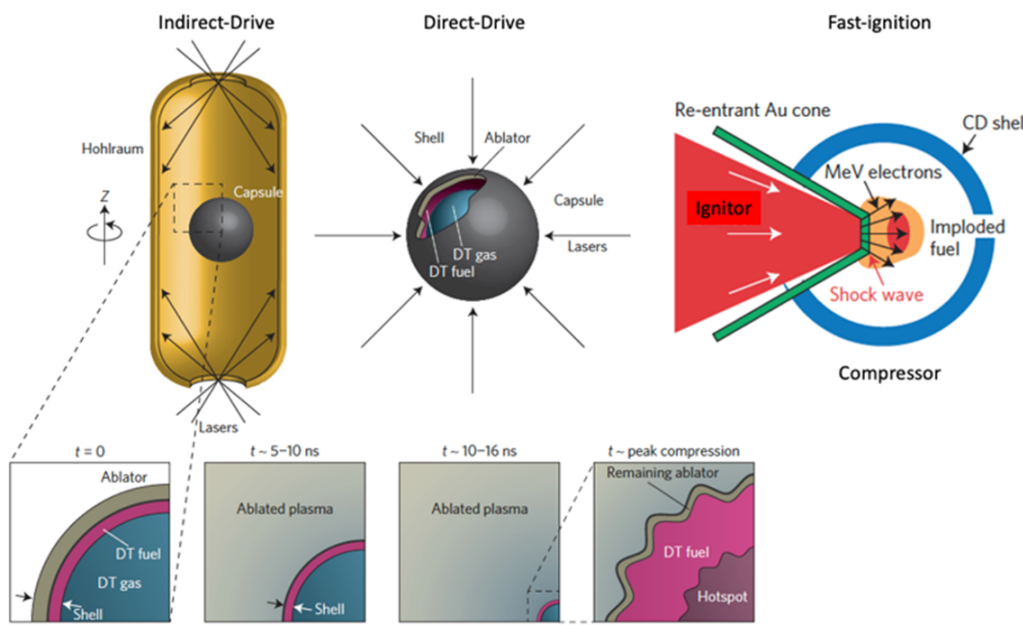 Indirect-Drive
Direct-Drive
Fast-ignition
Hohlraum
Z
Capsule
Lasers
Shell
Ablator
Capsule
Lasers
DT gas
DT fuel
Re-entrant Au cone
CD shel
MeV electrons
Ignitor
Imploded
fuel
Shock wave
Compressor
t = 0
Ablator
DT fuel
DT gas
Shell
t ~ 5–10 ns
Ablated plasma
Shell
t ~ 10–16 ns
Ablated plasma
t ~ peak compression
Remaining ablator
DT fuel
Hotspot